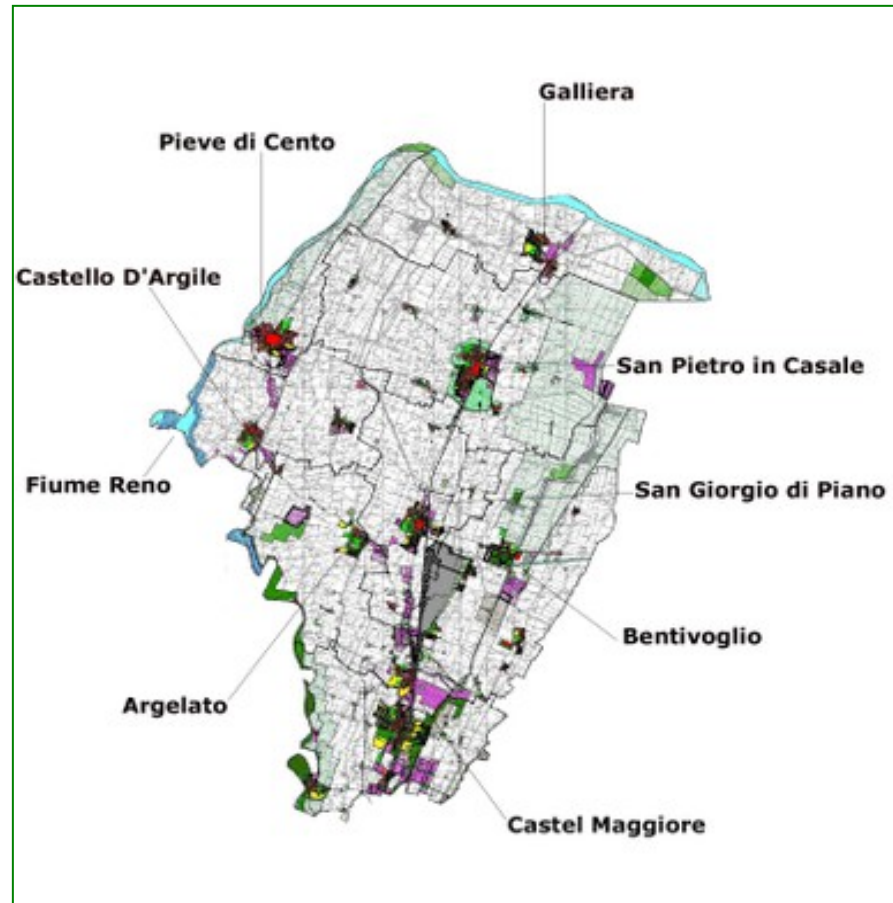 Galliera
Pieve di Cento
Castello D'Argile
San Pietro in Casale
Fiume Reno
San Giorgio di Piano
Bentivoglio
Argelato
Castel Maggiore